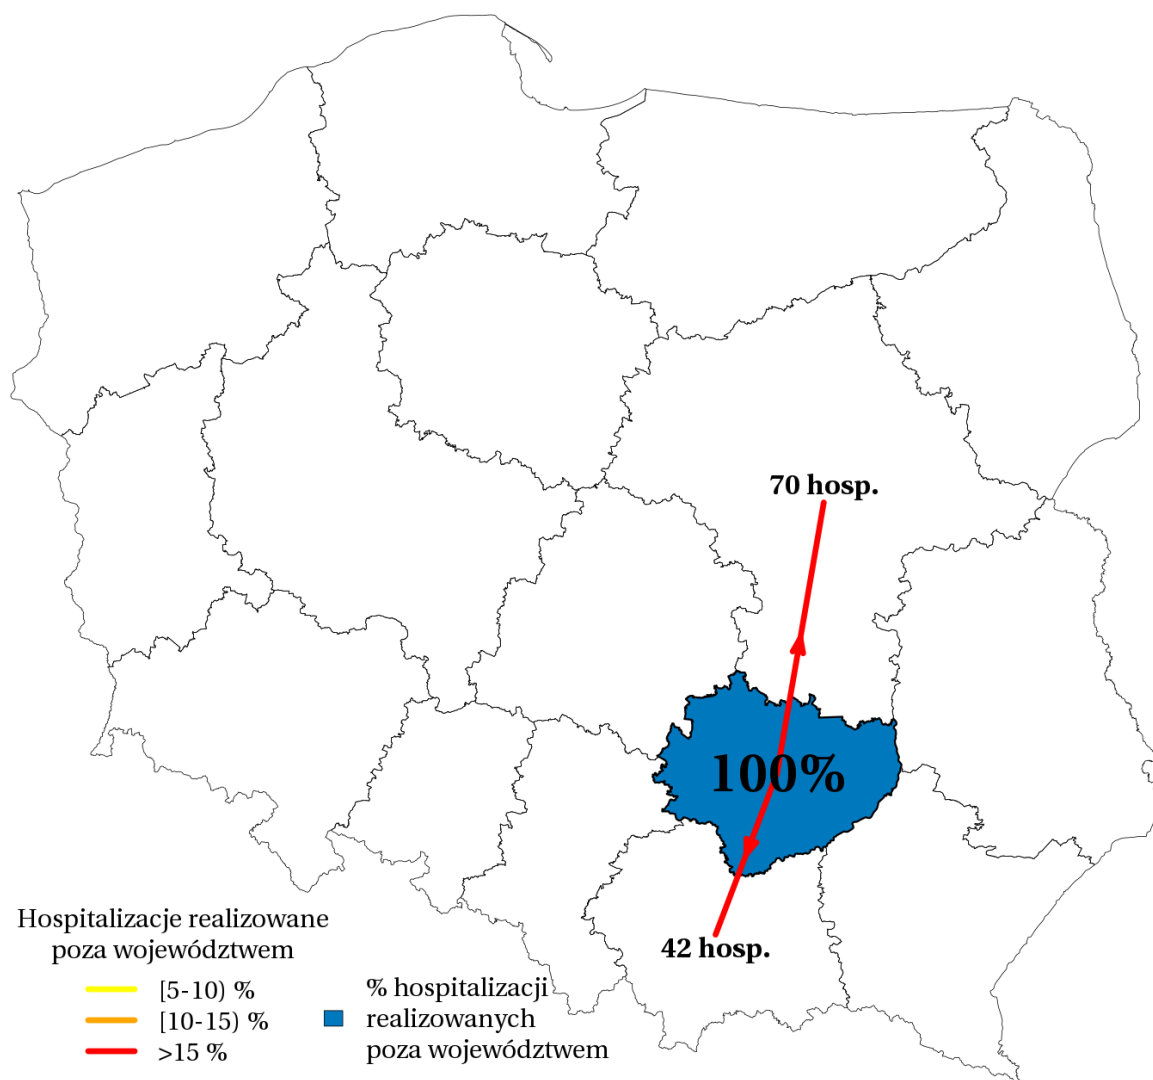 70 hosp.
100%
42 hosp.
Hospitalizacje realizowane
poza województwem
[5-10) %
[10-15) %
>15 %
% hospitalizacji
realizowanych
poza województwem